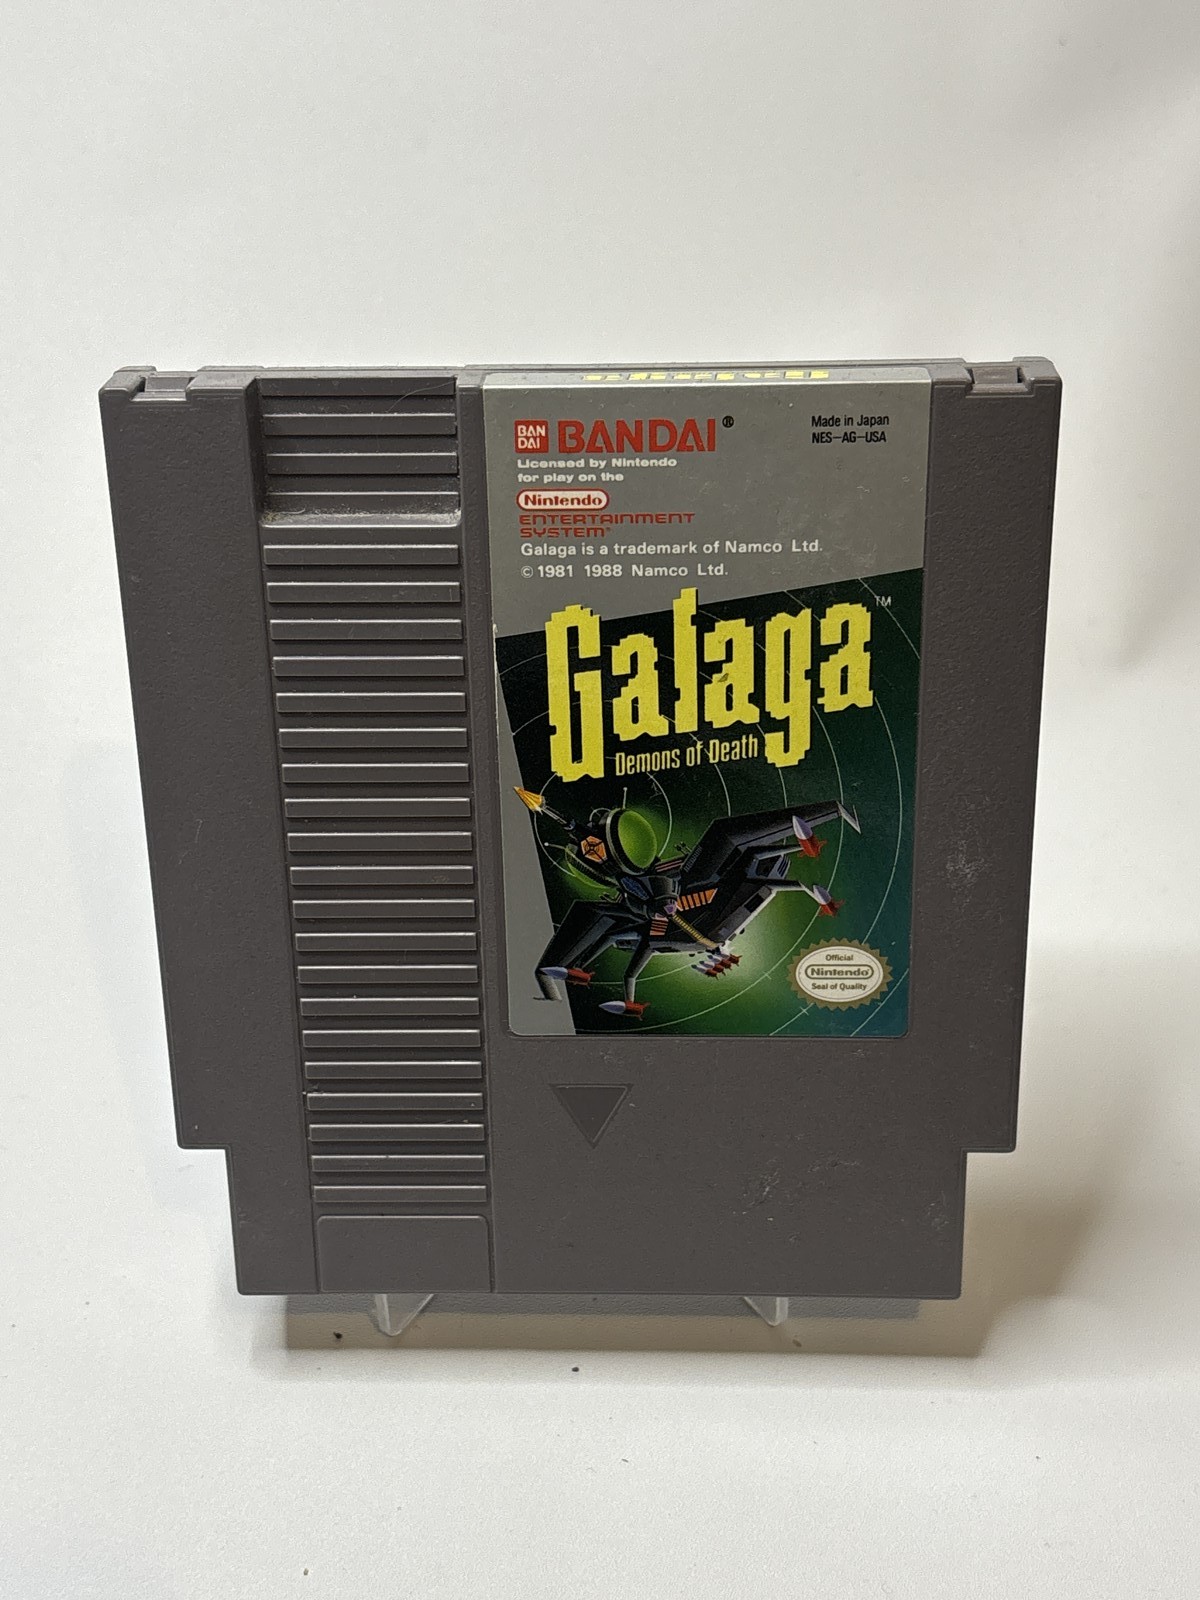 Galaga
BAN
DAI
BANDAI®
Made in Japan
NES-AG-USA
Licensed by Nintendo
for play on the
Nintendo
ENTERTAINMENT
SYSTEM®
Galaga is a trademark of Namco Ltd.
© 1981 1988 Namco Ltd.
Galaga™
Demons of Death
Official
Nintendo
Seal of Quality